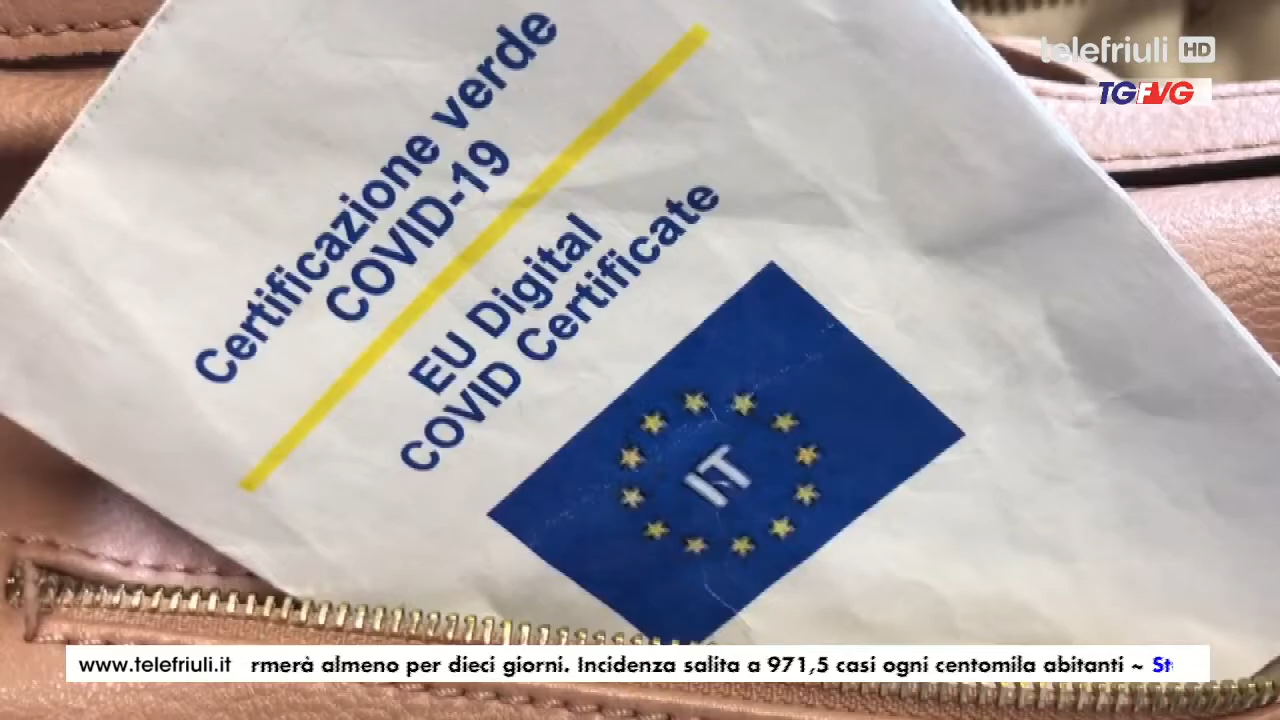 telefriuli HD
TGFVG
Certificazione verde
COVID-19
EU Digital
COVID Certificate
IT
www.telefriuli.it rmerà almeno per dieci giorni. Incidenza salita a 971,5 casi ogni centomila abitanti ~ St